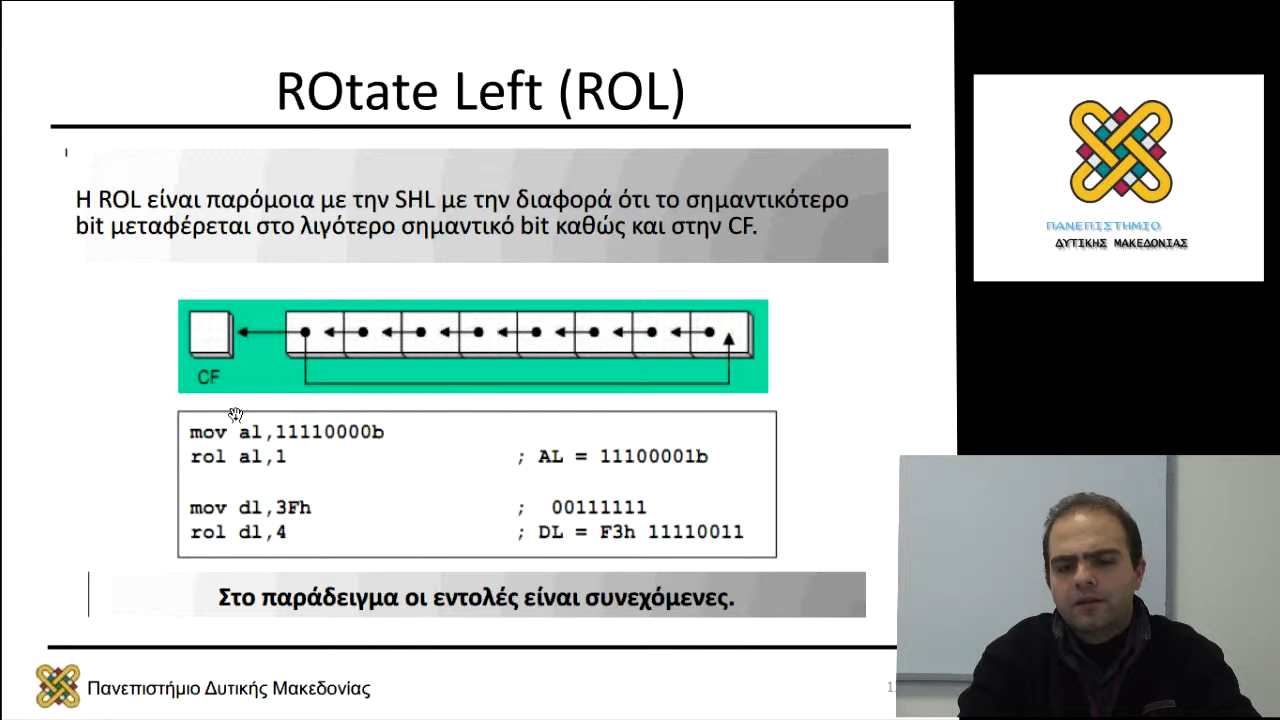 ROtate Left (ROL)
Η ROL είναι παρόμοια με την SHL με την διαφορά ότι το σημαντικότερο
bit μεταφέρεται στο λιγότερο σημαντικό bit καθώς και στην CF.
CF
mov al,11110000b
rol al,1 ; AL = 11100001b
mov dl,3Fh ; 00111111
rol dl,4 ; DL = F3h 11110011
Στο παράδειγμα οι εντολές είναι συνεχόμενες.
Πανεπιστήμιο Δυτικής Μακεδονίας
ΠΑΝΕΠΙΣΤΗΜΙΟ
ΔΥΤΙΚΗΣ ΜΑΚΕΔΟΝΙΑΣ